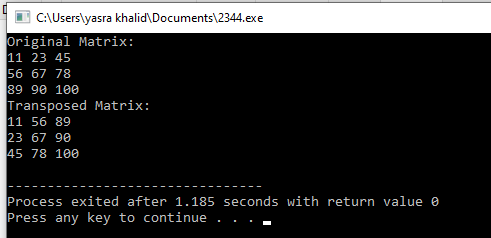 C:\Users\yasra khalid\Documents\2344.exe
Original Matrix:
11 23 45
56 67 78
89 90 100
Transposed Matrix:
11 56 89
23 67 90
45 78 100
--------------------------------
Process exited after 1.185 seconds with return value 0
Press any key to continue . . .